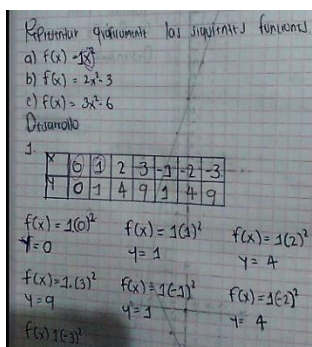 Representar graficamente las siguientes funciones
a) f(x) = 1x²
b) f(x) = 2x² - 3
c) f(x) = 3x² - 6
Desarrollo
1.
X 0 1 2 3 -1 -2 -3
Y 0 1 4 9 1 4 9
f(x) = 1(0)² f(x) = 1(1)² f(x) = 1(2)²
y = 0 y = 1 y = 4
f(x) = 1.(3)² f(x) = 1(-1)² f(x) = 1(-2)²
y = 9 y = 1 y = 4
f(x) 1(-3)²